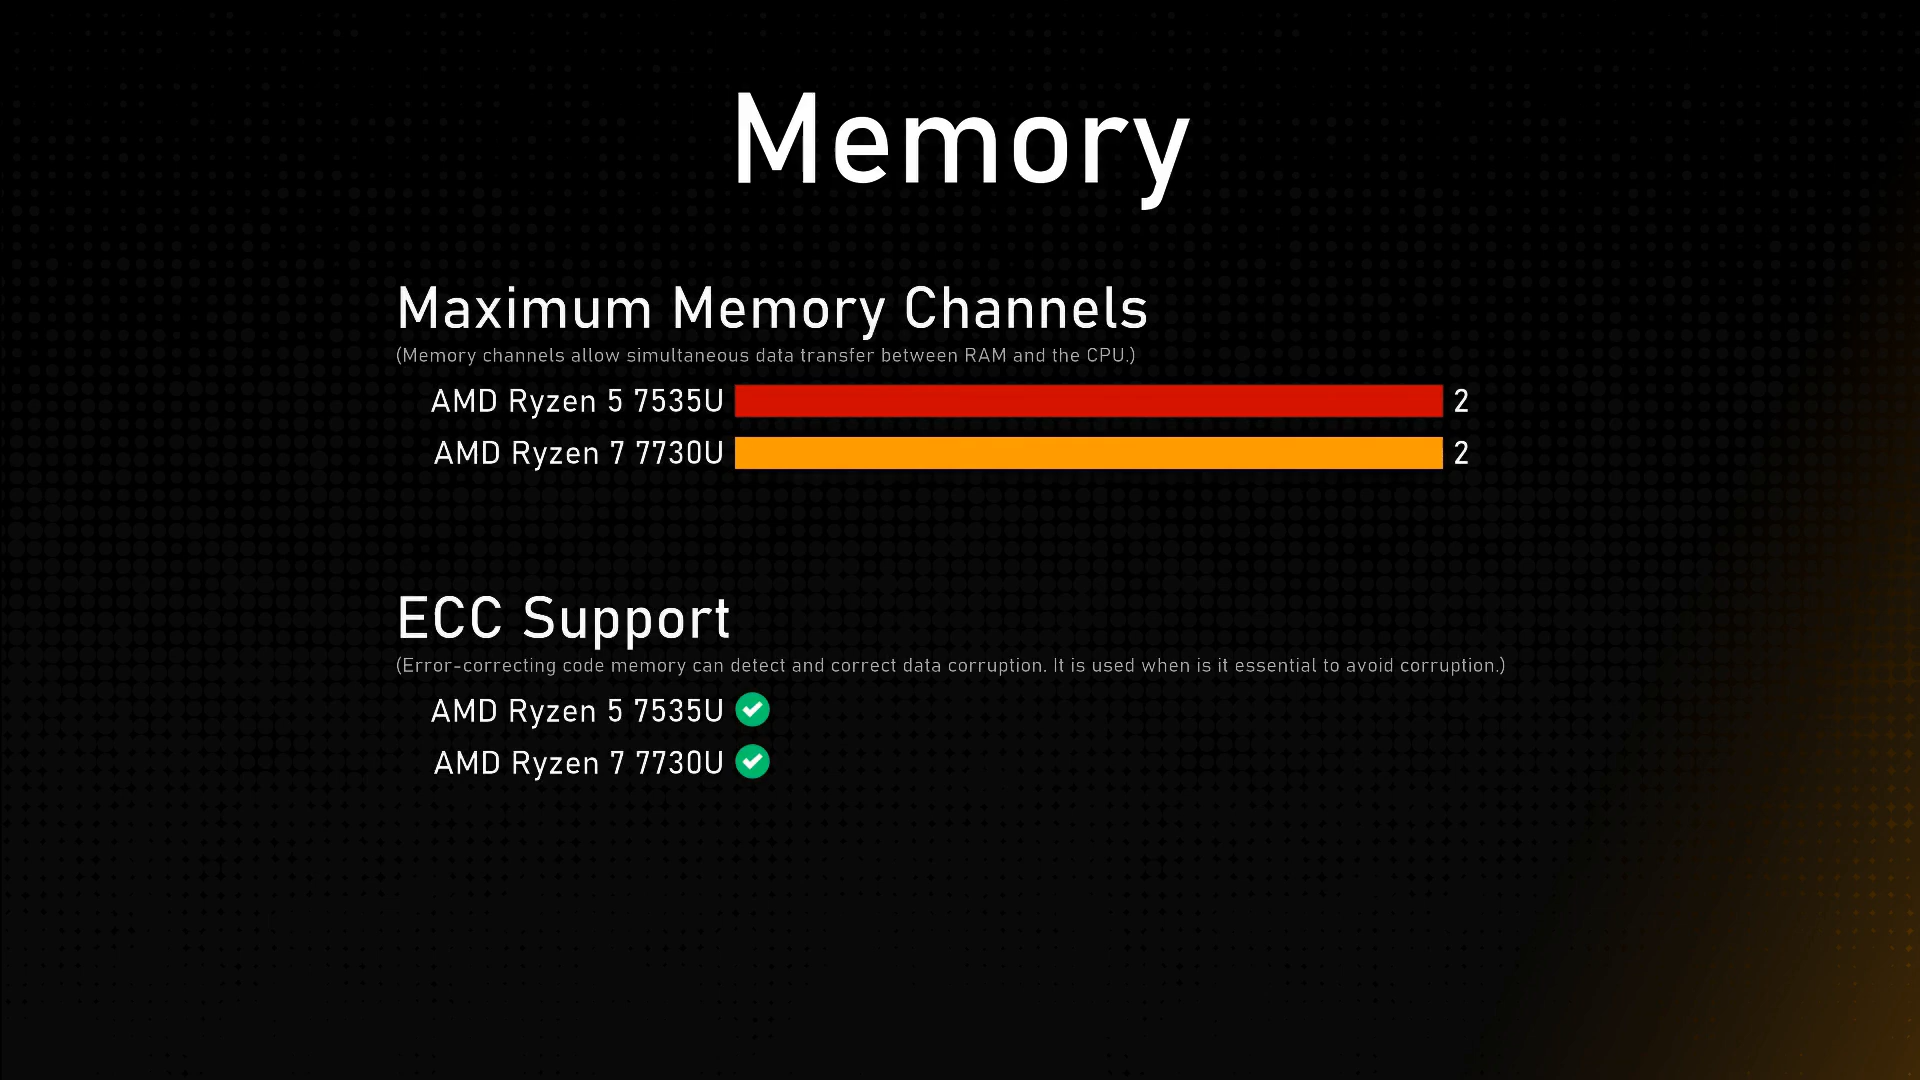 Memory
Maximum Memory Channels
(Memory channels allow simultaneous data transfer between RAM and the CPU.)
AMD Ryzen 5 7535U 2
AMD Ryzen 7 7730U 2
ECC Support
(Error-correcting code memory can detect and correct data corruption. It is used when is it essential to avoid corruption.)
AMD Ryzen 5 7535U
AMD Ryzen 7 7730U